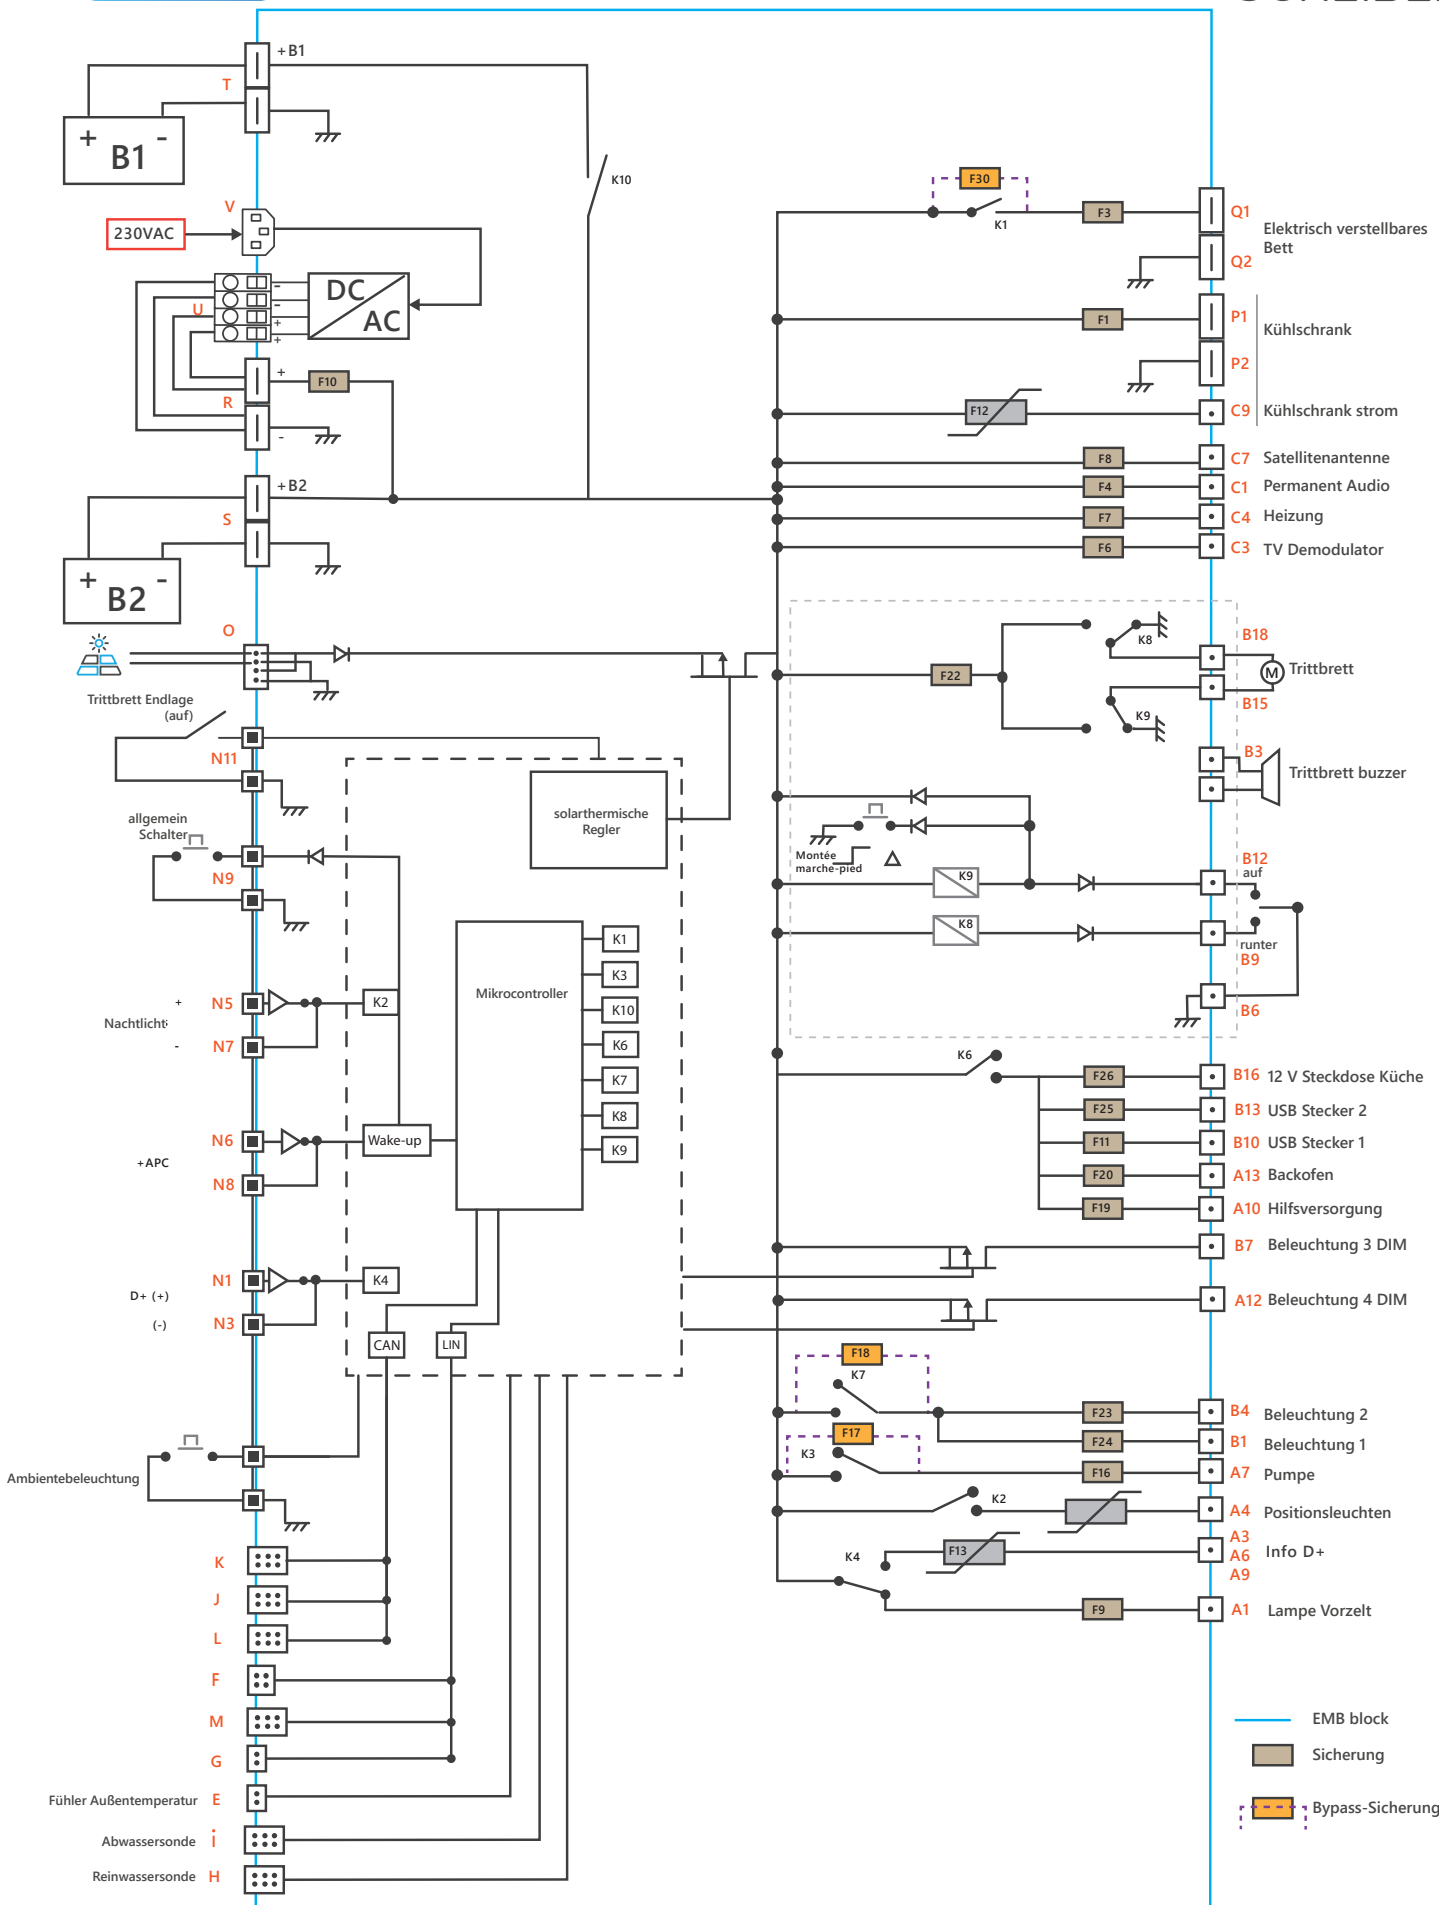 +B1
T
+ -
B1
K10
V
230VAC
U
DC
AC
-
-
+
+
+
F10
R
-
+B2
S
+ -
B2
O
Trittbrett Endlage
(auf)
N11
allgemein
Schalter
N9
solarthermische
Regler
Mikrocontroller
K1
K3
K10
K6
K7
K8
K9
+
N5
K2
Nachtlicht:
-
N7
N6
Wake-up
+APC
N8
N1
K4
D+ (+)
(-)
N3
CAN
LIN
Ambientebeleuchtung
K
J
L
F
M
G
Fühler Außentemperatur E
Abwassersonde i
Reinwassersonde H
F30
K1
F3
Q1
Elektrisch verstellbares
Bett
Q2
F1
P1
Kühlschrank
P2
F12
C9 Kühlschrank strom
F8
C7 Satellitenantenne
F4
C1 Permanent Audio
F7
C4 Heizung
F6
C3 TV Demodulator
K8
B18
F22
M
Trittbrett
K9
B15
B3
Trittbrett buzzer
Montée
marche-pied
K9
B12
auf
K8
runter
B9
B6
K6
F26
B16 12 V Steckdose Küche
F25
B13 USB Stecker 2
F11
B10 USB Stecker 1
F20
A13 Backofen
F19
A10 Hilfsversorgung
B7 Beleuchtung 3 DIM
A12 Beleuchtung 4 DIM
F18
K7
F23
B4 Beleuchtung 2
F17
F24
B1 Beleuchtung 1
K3
F16
A7 Pumpe
K2
A4 Positionsleuchten
F13
A3
A6
A9
Info D+
K4
F9
A1 Lampe Vorzelt
EMB block
Sicherung
Bypass-Sicherung